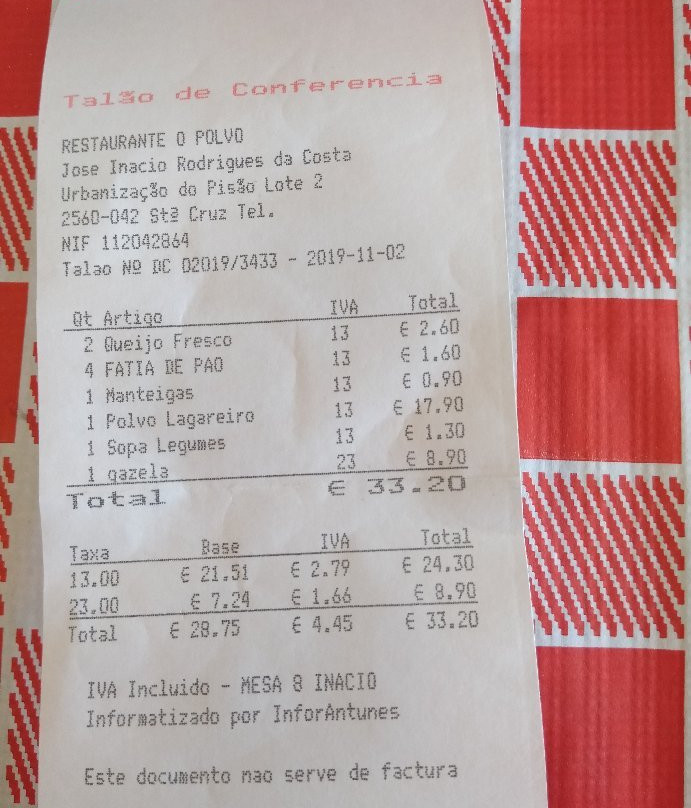 Talão de Conferencia
RESTAURANTE O POLVO
Jose Inacio Rodrigues da Costa
Urbanização do Pisão Lote 2
2560-042 Stª Cruz Tel.
NIF 112042864
Talao Nº DC 02019/3433 - 2019-11-02
Qt Artigo IVA Total
2 Queijo Fresco 13 € 2.60
4 FATIA DE PAO 13 € 1.60
1 Manteigas 13 € 0.90
1 Polvo Lagareiro 13 € 17.90
1 Sopa Legumes 13 € 1.30
1 gazela 23 € 8.90
Total € 33.20
Taxa Base IVA Total
13.00 € 21.51 € 2.79 € 24.30
23.00 € 7.24 € 1.66 € 8.90
Total € 28.75 € 4.45 € 33.20
IVA Incluido - MESA 8 INACIO
Informatizado por InforAntunes
Este documento nao serve de factura